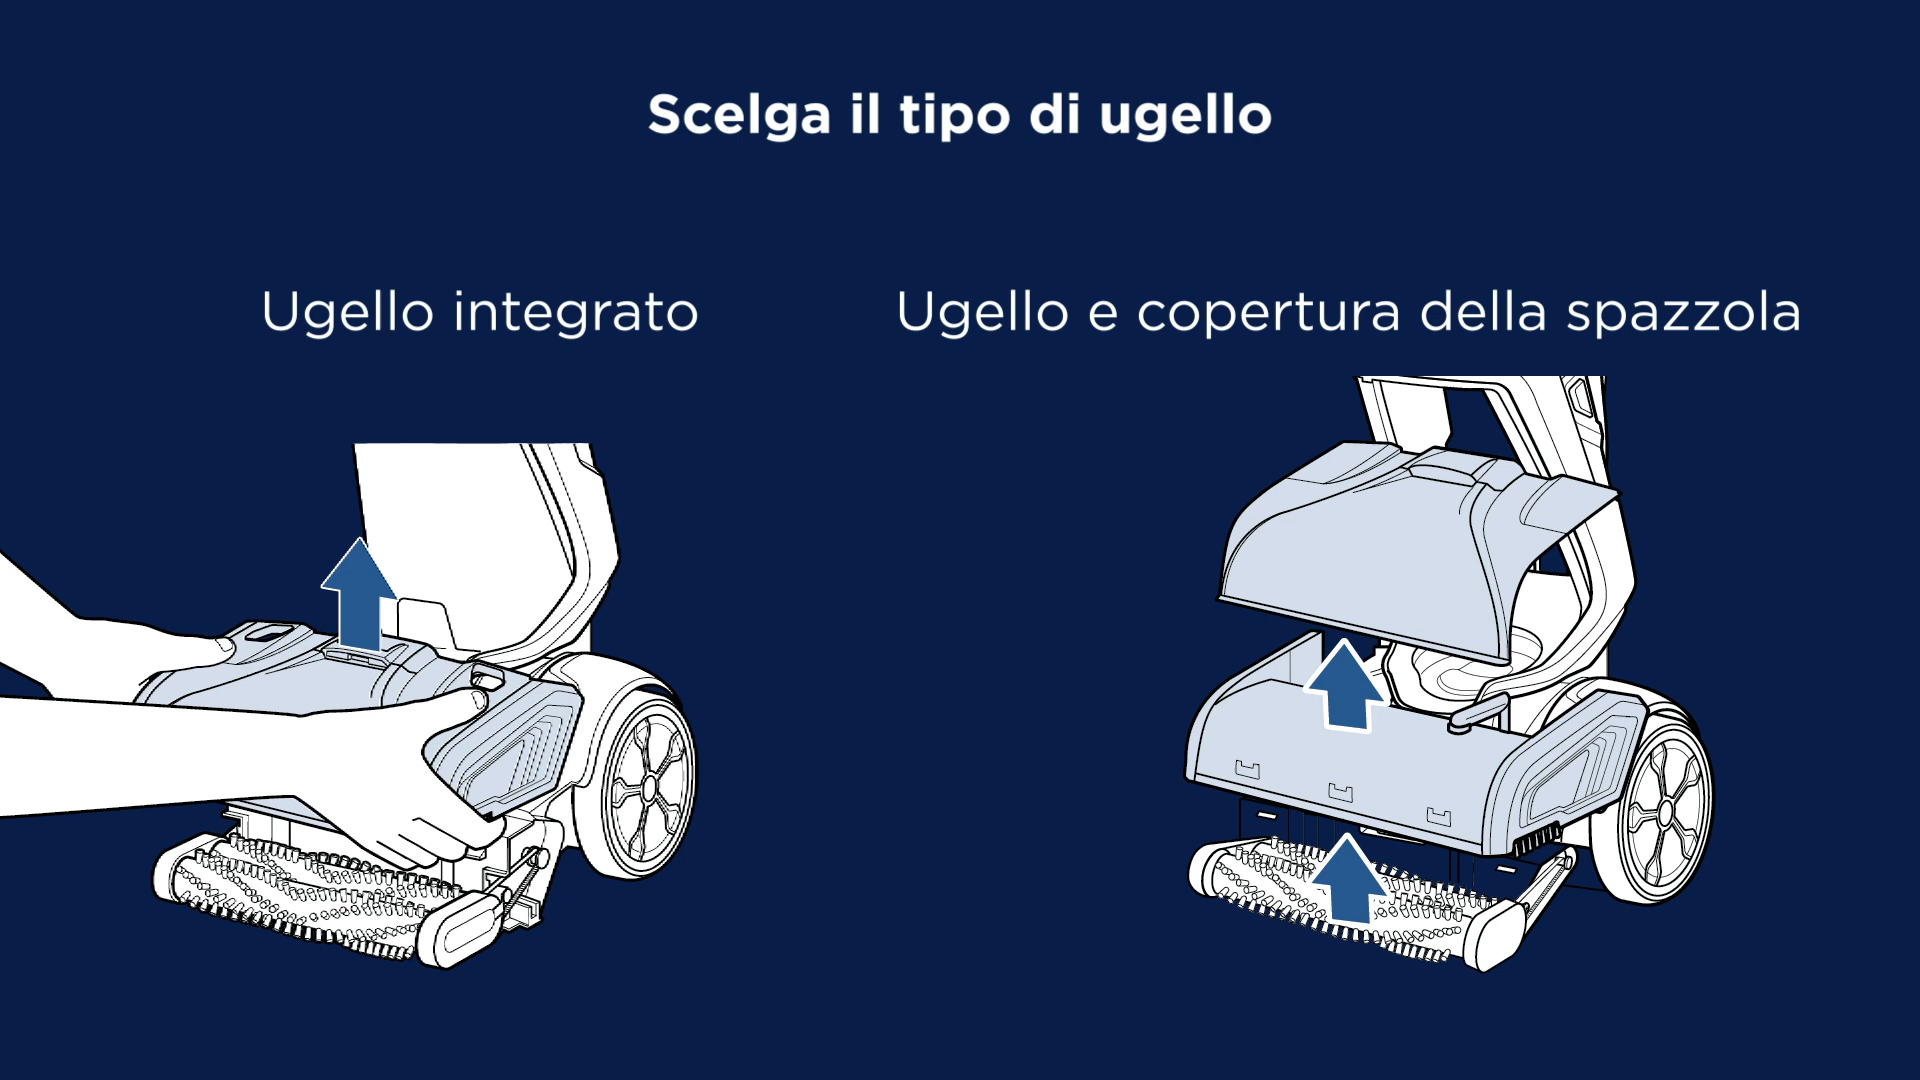 Scelga il tipo di ugello
Ugello integrato
Ugello e copertura della spazzola